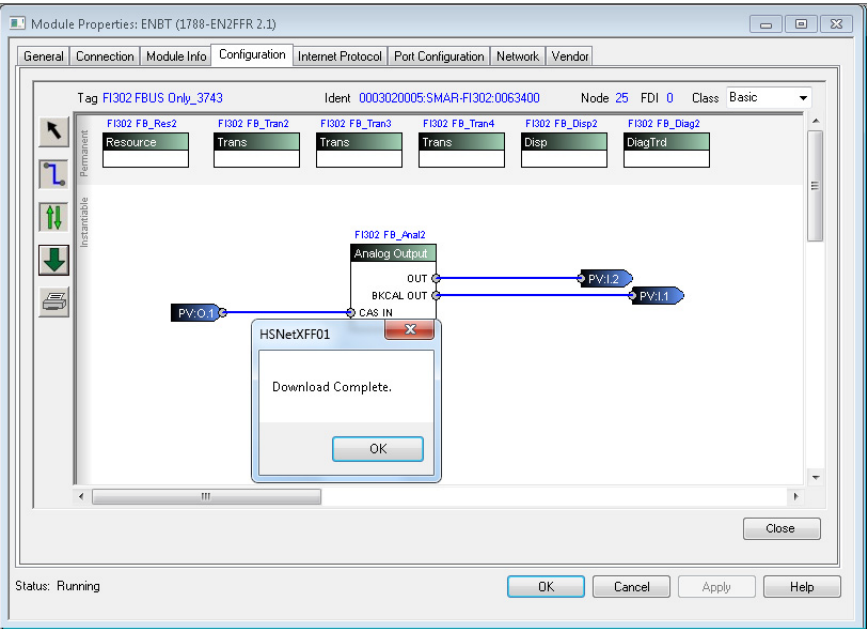 Module Properties: ENBT (1788-EN2FFR 2.1)
General Connection Module Info Configuration Internet Protocol Port Configuration Network Vendor
Tag FI302 FBUS Only_3743 Ident 0003020005:SMAR-FI302:0063400 Node 25 FDI 0 Class Basic
Permanent
FI302 FB_Res2 FI302 FB_Tran2 FI302 FB_Tran3 FI302 FB_Tran4 FI302 FB_Disp2 FI302 FB_Diag2
Resource Trans Trans Trans Disp DiagTrd
Instantiable
FI302 FB_Anal2
Analog Output
OUT PV:I.2
BKCAL OUT PV:I.1
PV:O.1 CAS IN
HSNetXFF01
Download Complete.
OK
Close
Status: Running
OK Cancel Apply Help